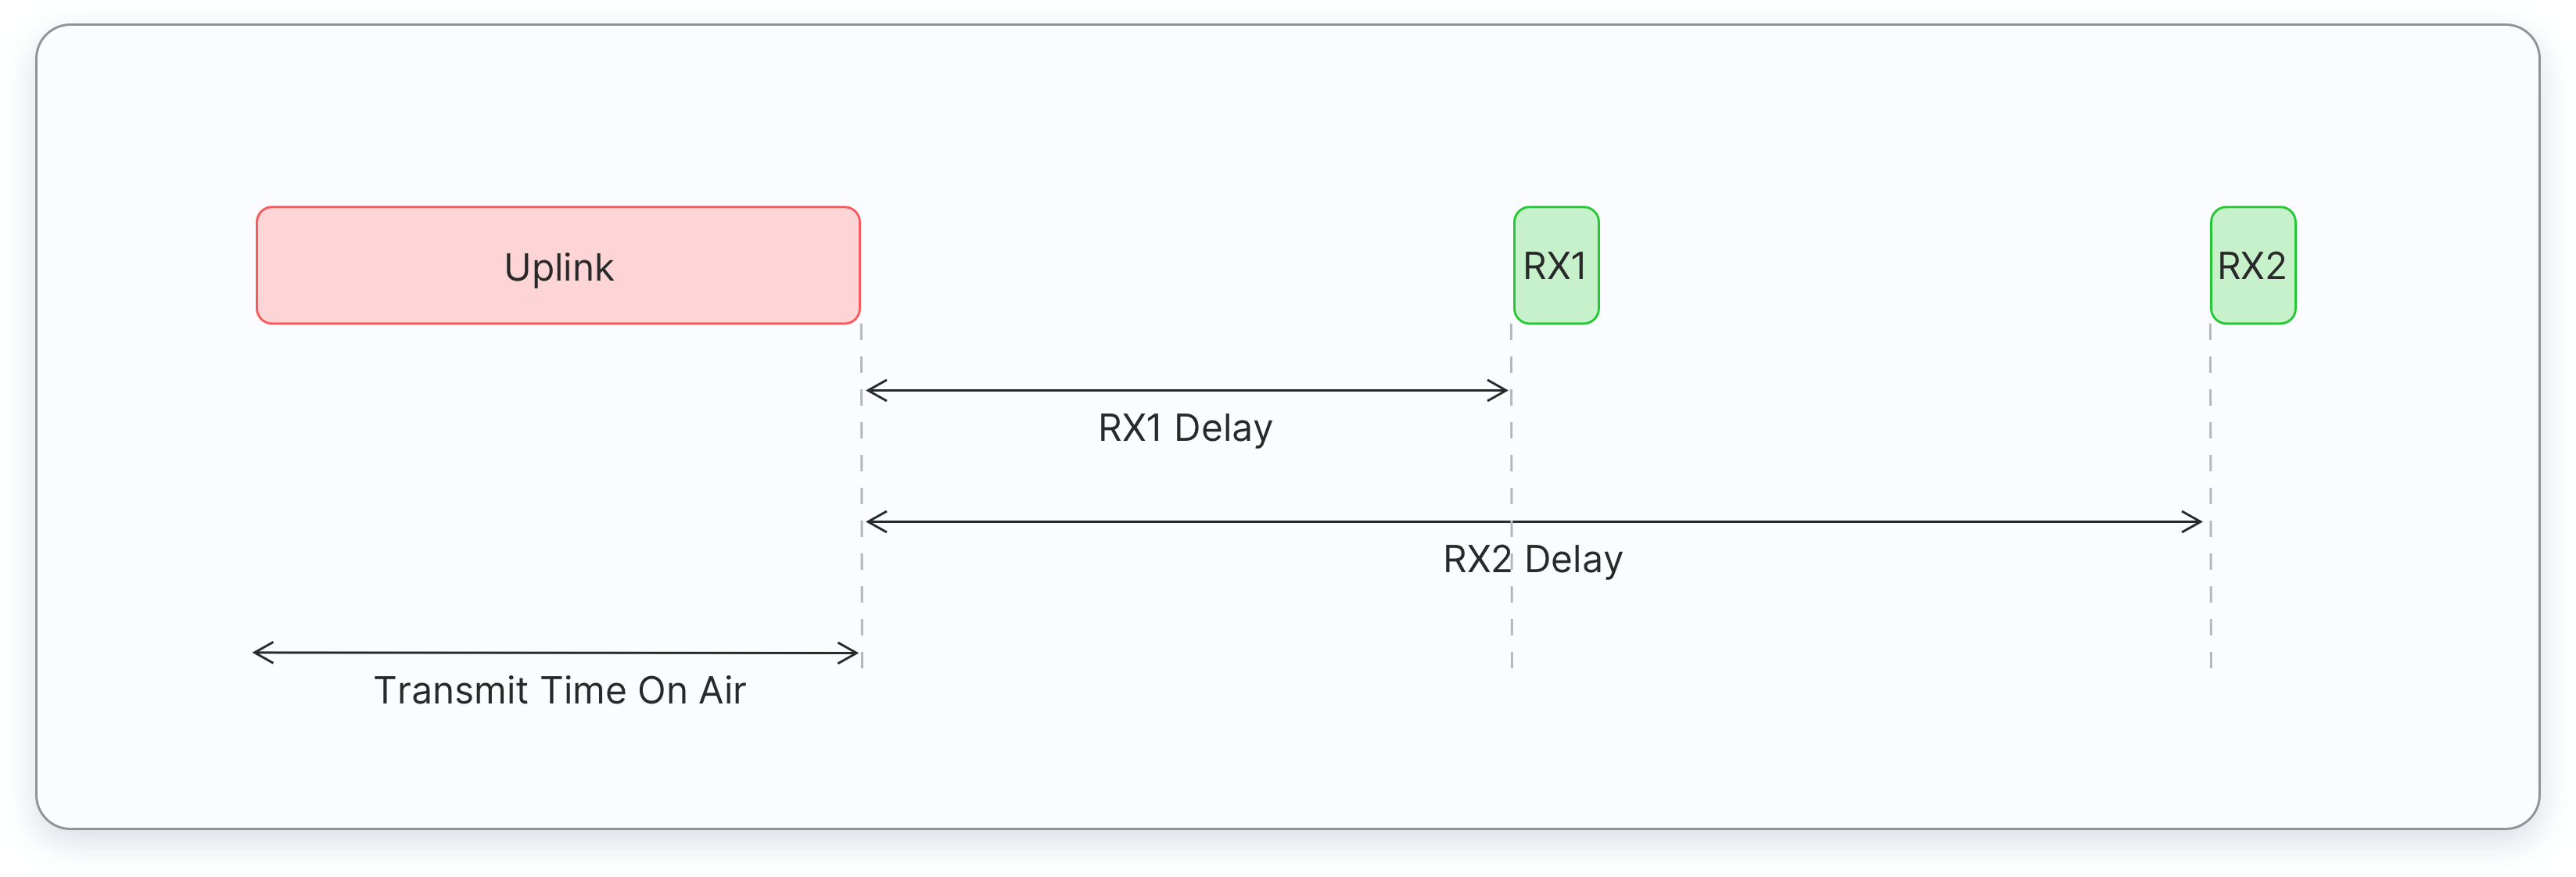 Uplink
RX1
RX2
RX1 Delay
RX2 Delay
Transmit Time On Air